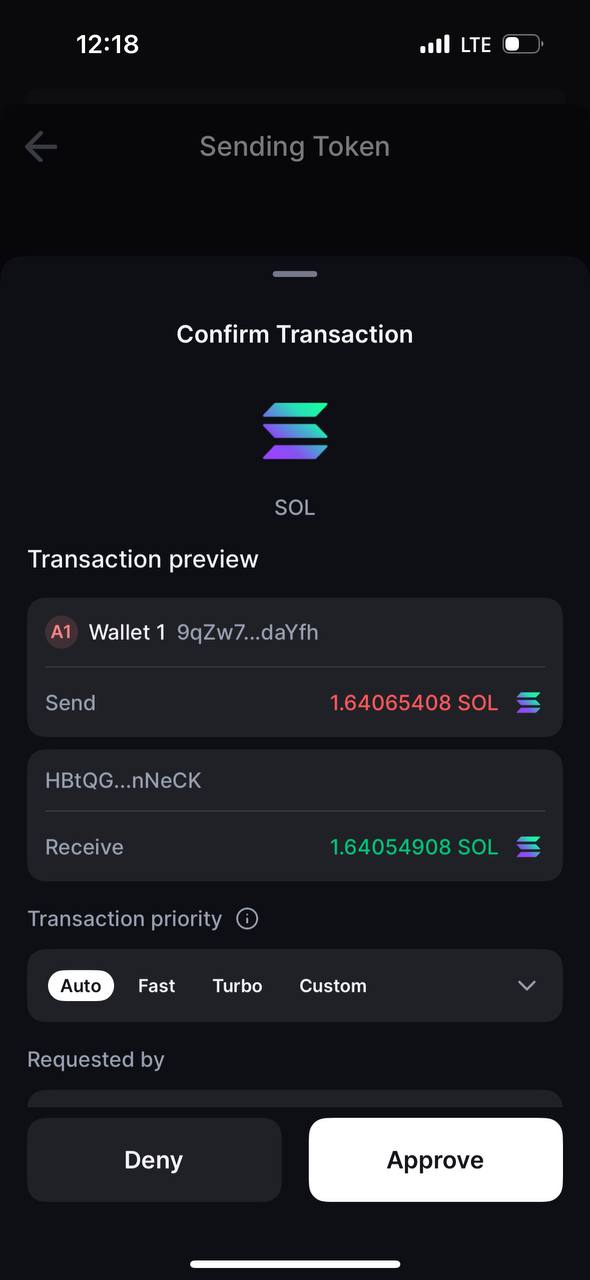 12:18 LTE
Sending Token
Confirm Transaction
SOL
Transaction preview
A1 Wallet 1 9qZw7...daYfh
Send 1.64065408 SOL
HBtQG...nNeCK
Receive 1.64054908 SOL
Transaction priority
Auto Fast Turbo Custom
Requested by
Deny Approve